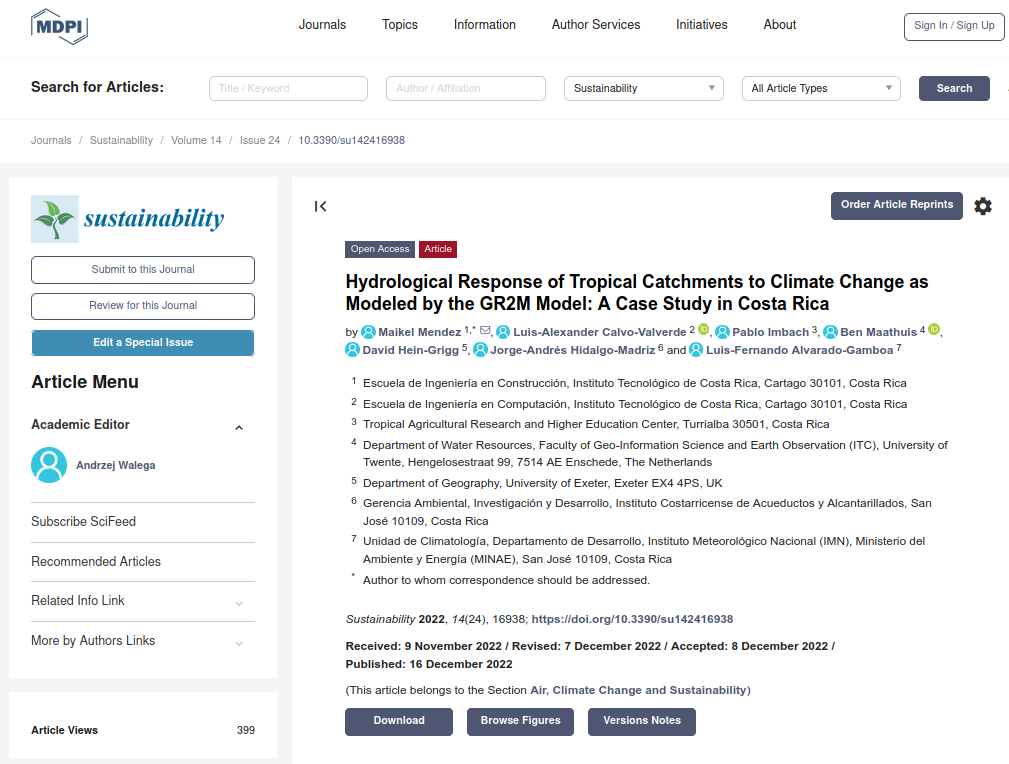 MDPI
Journals Topics Information Author Services Initiatives About Sign In / Sign Up
Search for Articles: Title / Keyword Author / Affiliation Sustainability All Article Types Search
Journals / Sustainability / Volume 14 / Issue 24 / 10.3390/su142416938
sustainability
Submit to this Journal
Review for this Journal
Edit a Special Issue
Article Menu
Academic Editor
Andrzej Walega
Subscribe SciFeed
Recommended Articles
Related Info Link
More by Authors Links
Article Views 399
Order Article Reprints
Open Access Article
Hydrological Response of Tropical Catchments to Climate Change as
Modeled by the GR2M Model: A Case Study in Costa Rica
by Maikel Mendez 1,* , Luis-Alexander Calvo-Valverde 2 iD, Pablo Imbach 3, Ben Maathuis 4 iD,
David Hein-Grigg 5, Jorge-Andrés Hidalgo-Madriz 6 and Luis-Fernando Alvarado-Gamboa 7
1 Escuela de Ingeniería en Construcción, Instituto Tecnológico de Costa Rica, Cartago 30101, Costa Rica
2 Escuela de Ingeniería en Computación, Instituto Tecnológico de Costa Rica, Cartago 30101, Costa Rica
3 Tropical Agricultural Research and Higher Education Center, Turrialba 30501, Costa Rica
4 Department of Water Resources, Faculty of Geo-Information Science and Earth Observation (ITC), University of
Twente, Hengelosestraat 99, 7514 AE Enschede, The Netherlands
5 Department of Geography, University of Exeter, Exeter EX4 4PS, UK
6 Gerencia Ambiental, Investigación y Desarrollo, Instituto Costarricense de Acueductos y Alcantarillados, San
José 10109, Costa Rica
7 Unidad de Climatología, Departamento de Desarrollo, Instituto Meteorológico Nacional (IMN), Ministerio del
Ambiente y Energía (MINAE), San José 10109, Costa Rica
* Author to whom correspondence should be addressed.
Sustainability 2022, 14(24), 16938; https://doi.org/10.3390/su142416938
Received: 9 November 2022 / Revised: 7 December 2022 / Accepted: 8 December 2022 /
Published: 16 December 2022
(This article belongs to the Section Air, Climate Change and Sustainability)
Download Browse Figures Versions Notes